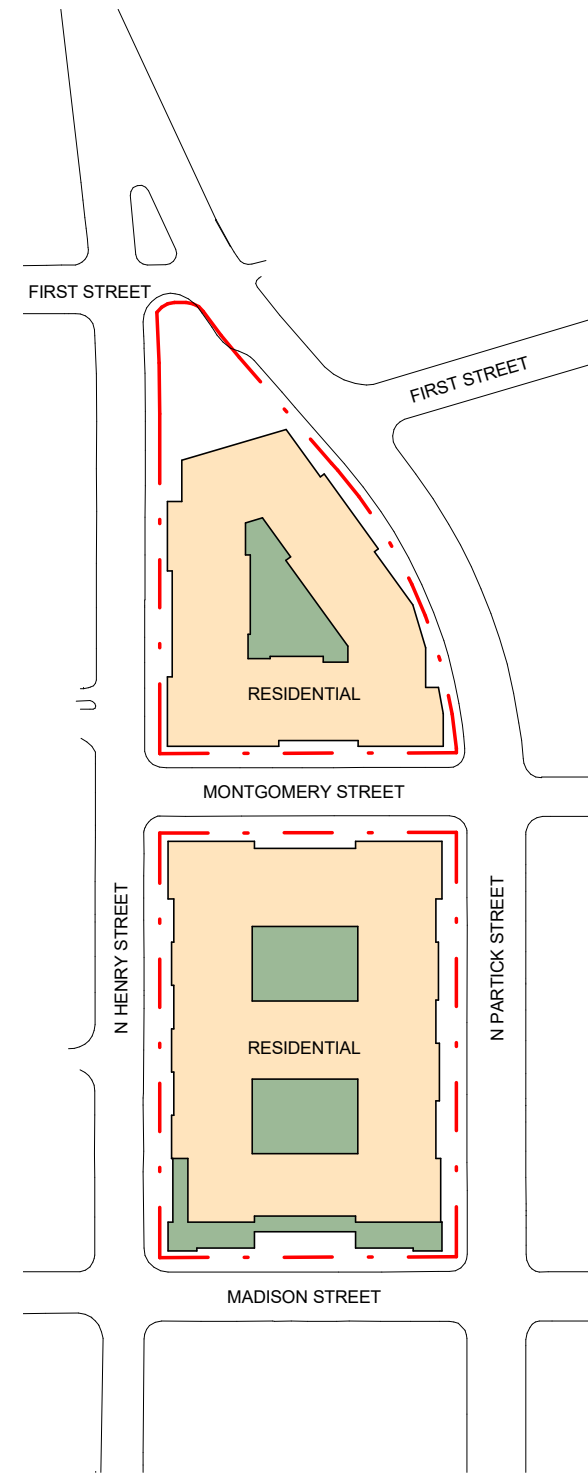 FIRST STREET
FIRST STREET
RESIDENTIAL
MONTGOMERY STREET
N HENRY STREET
N PARTICK STREET
RESIDENTIAL
MADISON STREET